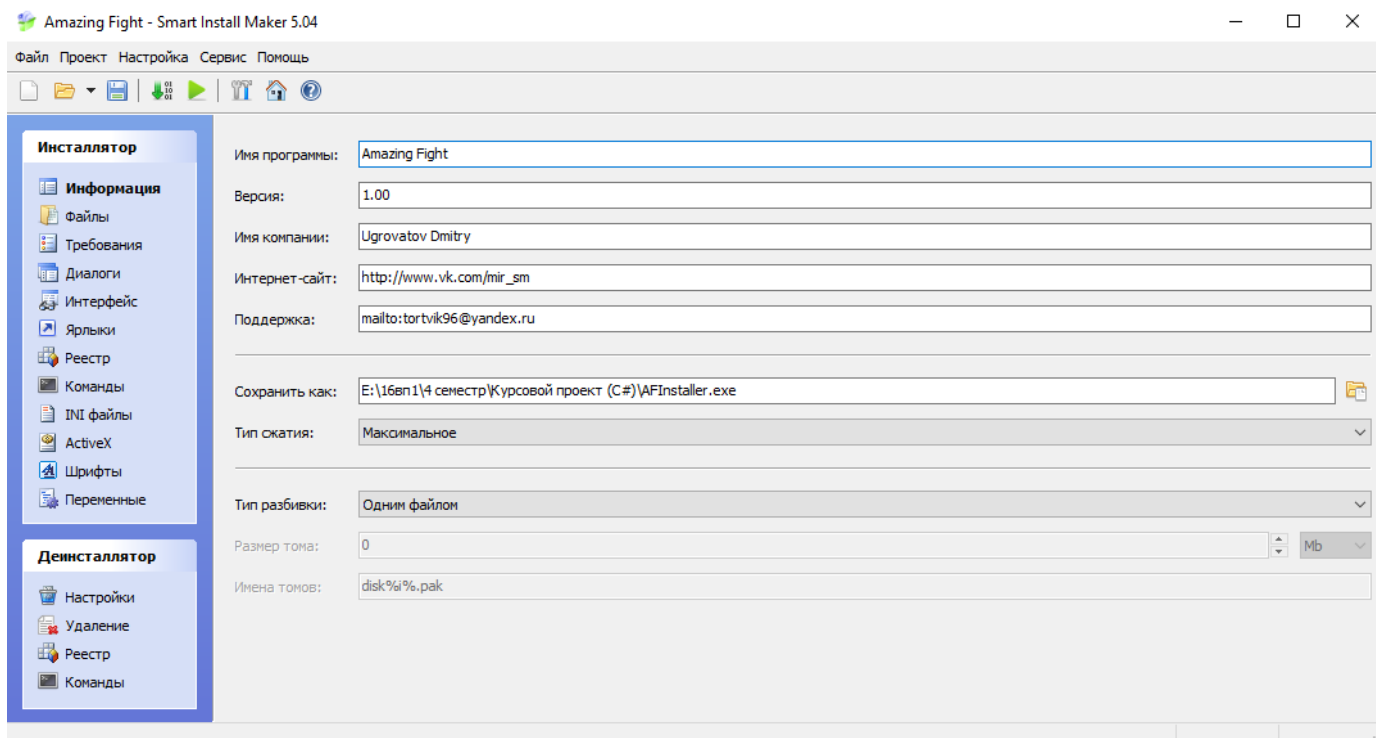 Amazing Fight - Smart Install Maker 5.04
Файл Проект Настройка Сервис Помощь
Инсталлятор
Информация
Файлы
Требования
Диалоги
Интерфейс
Ярлыки
Реестр
Команды
INI файлы
ActiveX
Шрифты
Переменные
Деинсталлятор
Настройки
Удаление
Реестр
Команды
Имя программы: Amazing Fight
Версия: 1.00
Имя компании: Ugrovatov Dmitry
Интернет-сайт: http://www.vk.com/mir_sm
Поддержка: mailto:tortvik96@yandex.ru
Сохранить как: E:\16вп1\4 семестр\Курсовой проект (C#)\AFInstaller.exe
Тип сжатия: Максимальное
Тип разбивки: Одним файлом
Размер тома: 0 Mb
Имена томов: disk%i%.pak